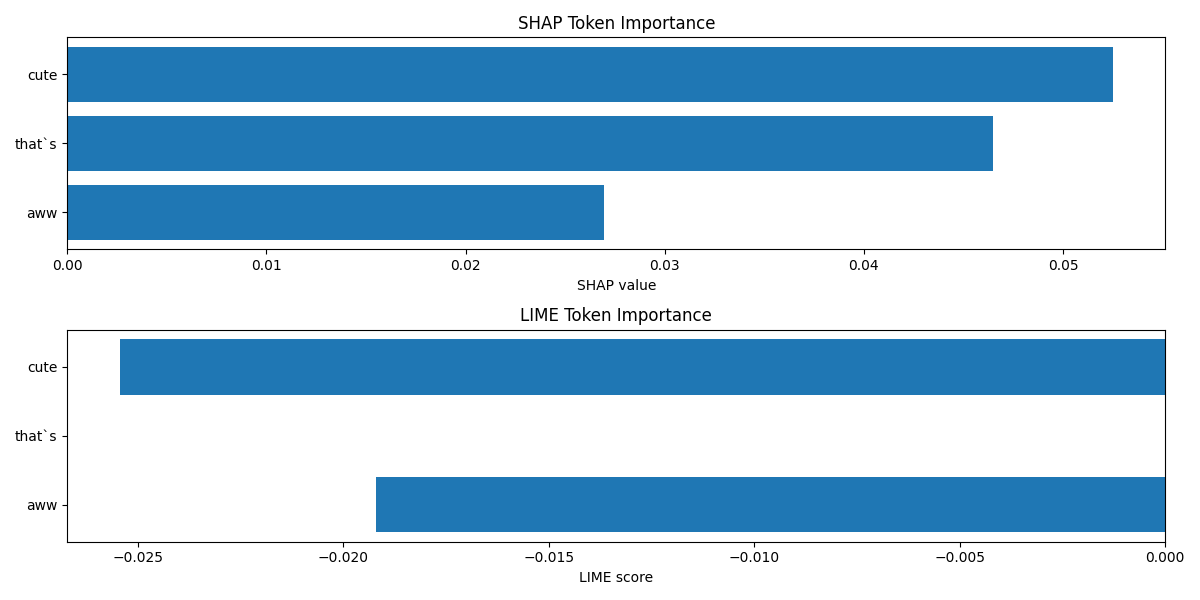 SHAP Token Importance
cute
that`s
aww
0.00 0.01 0.02 0.03 0.04 0.05
SHAP value
LIME Token Importance
cute
that`s
aww
−0.025 −0.020 −0.015 −0.010 −0.005 0.000
LIME score